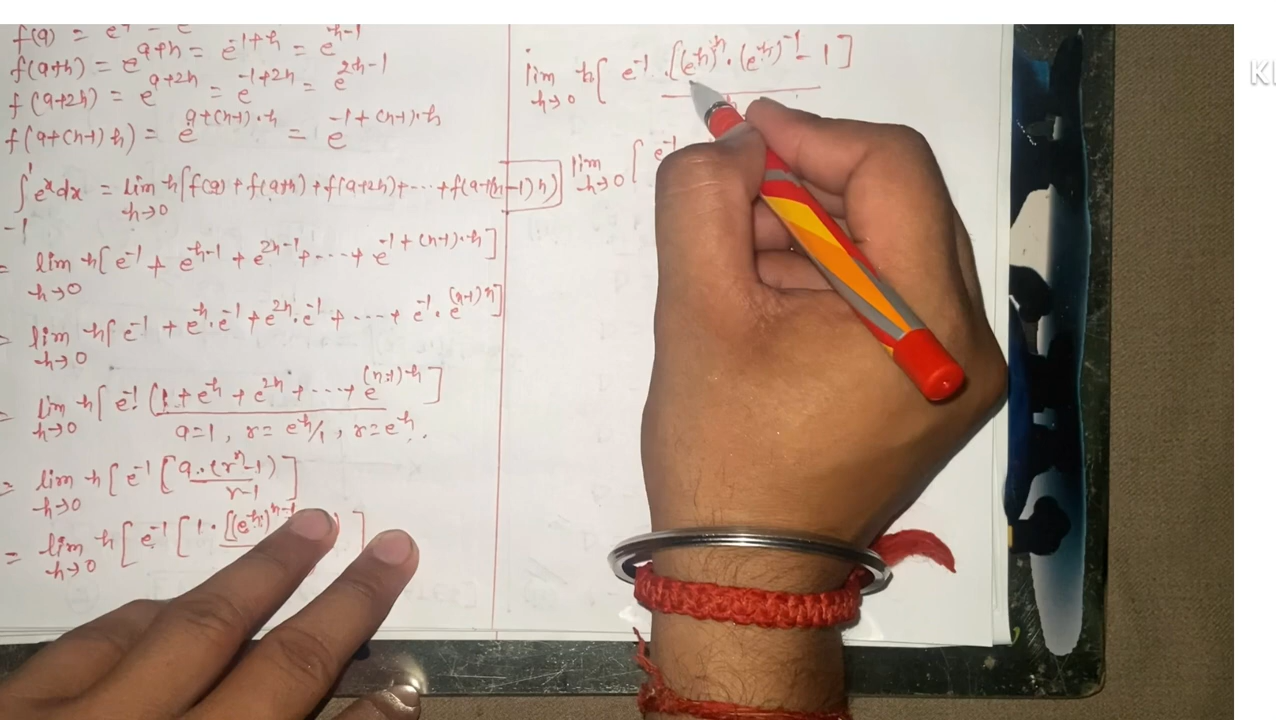 f(a) = e
f(a+h) = e^{a+h} = e^{-1+h} = e^{h-1}
f(a+2h) = e^{a+2h} = e^{-1+2h} = e^{2h-1}
f(a+(n-1)h) = e^{a+(n-1)·h} = e^{-1+(n-1)·h}
∫_{-1}^{1} e^x dx = lim_{h→0} h[f(a) + f(a+h) + f(a+2h) + ··· + f(a+(n-1)h)]
= lim_{h→0} h[e^{-1} + e^{h-1} + e^{2h-1} + ··· + e^{-1+(n-1)·h}]
= lim_{h→0} h[e^{-1} + e^h·e^{-1} + e^{2h}·e^{-1} + ··· + e^{-1}·e^{(n-1)h}]
= lim_{h→0} h[e^{-1}(1 + e^h + e^{2h} + ··· + e^{(n-1)·h}]
a=1, r = e^h/1, r = e^h.
= lim_{h→0} h[e^{-1}[a·(r^n-1)/r-1]
= lim_{h→0} h[e^{-1}[1·[(e^h)^{n-1}
lim_{h→0} h[e^{-1}·[(e^h)^n·(e^h)^{-1} - 1]
lim_{h→0} [e^{-1}